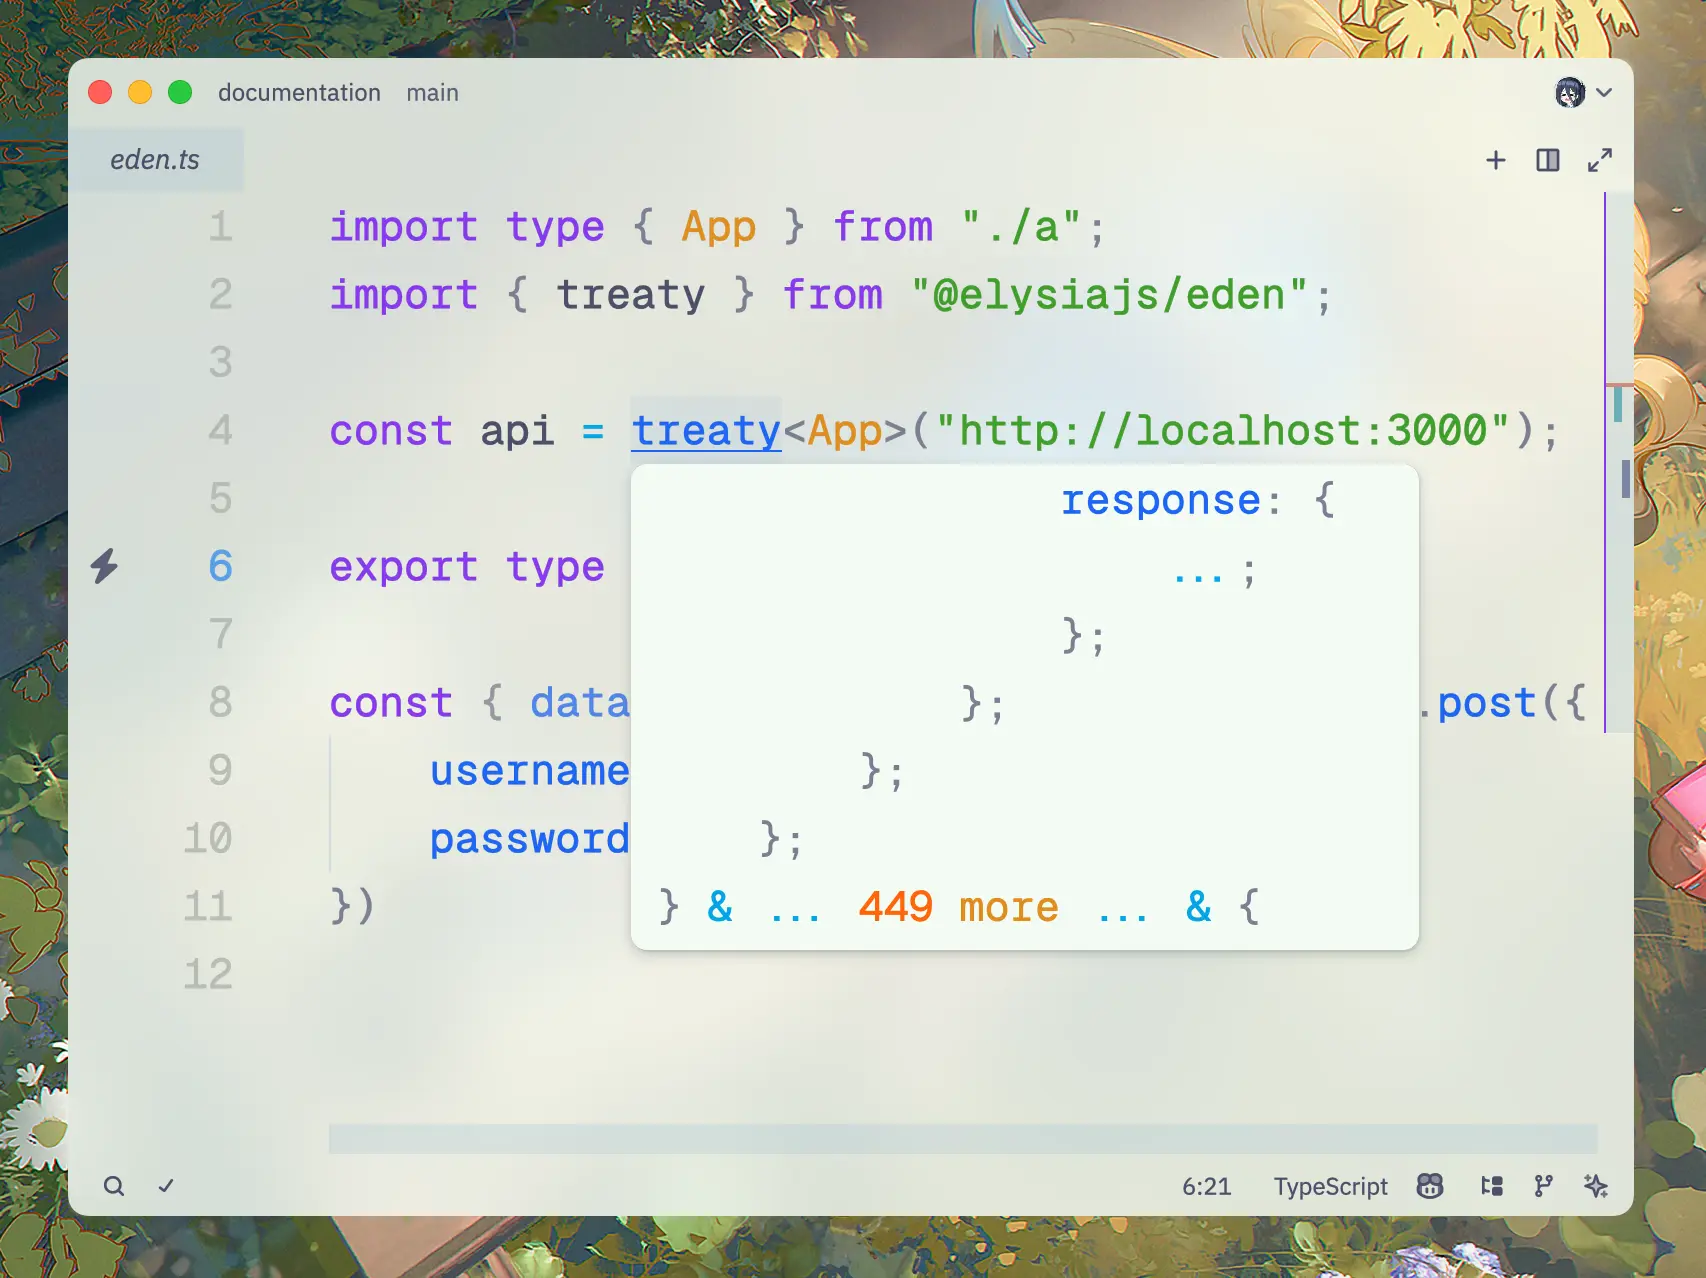 documentation main
eden.ts
1 import type { App } from "./a";
2 import { treaty } from "@elysiajs/eden";
3
4 const api = treaty<App>("http://localhost:3000");
5
6 export type
7
8 const { data .post({
9 username
10 password
11 })
12
response: {
... ;
};
};
};
};
} & ... 449 more ... & {
6:21 TypeScript